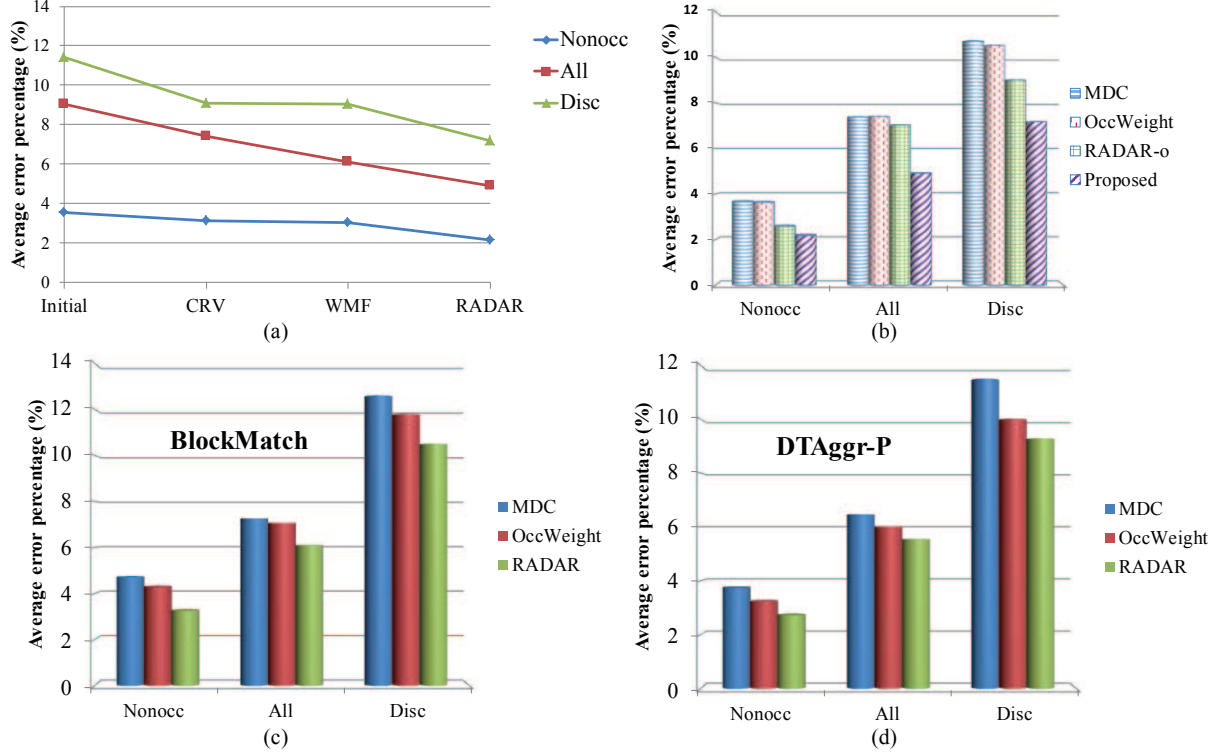 Average error percentage (%)
14
12
10
8
6
4
2
0
Initial
CRV
WMF
RADAR
Nonocc
All
Disc
(a)
Average error percentage (%)
12
10
8
6
4
2
0
Nonocc
All
Disc
MDC
OccWeight
RADAR-o
Proposed
(b)
Average error percentage (%)
14
12
10
8
6
4
2
0
BlockMatch
Nonocc
All
Disc
MDC
OccWeight
RADAR
(c)
Average error percentage (%)
12
10
8
6
4
2
0
DTAggr-P
Nonocc
All
Disc
MDC
OccWeight
RADAR
(d)